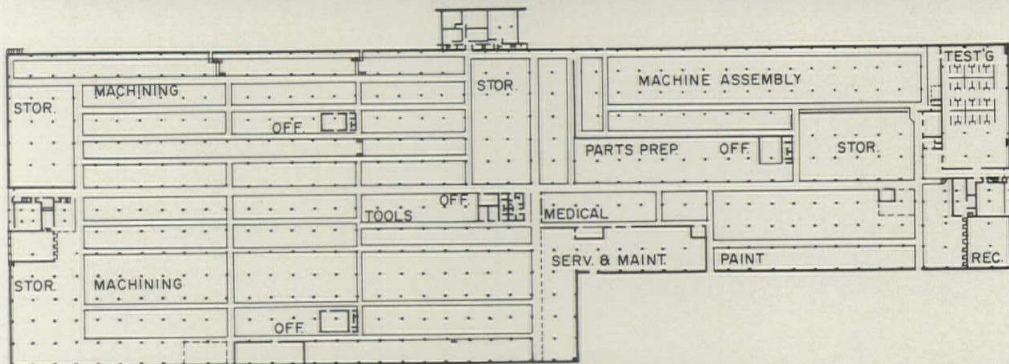 TEST'G
MACHINE ASSEMBLY
STOR.
MACHINING
STOR.
OFF.
PARTS PREP.
OFF.
STOR.
OFF.
TOOLS
MEDICAL
SERV. & MAINT.
PAINT
REC.
STOR.
MACHINING
OFF.